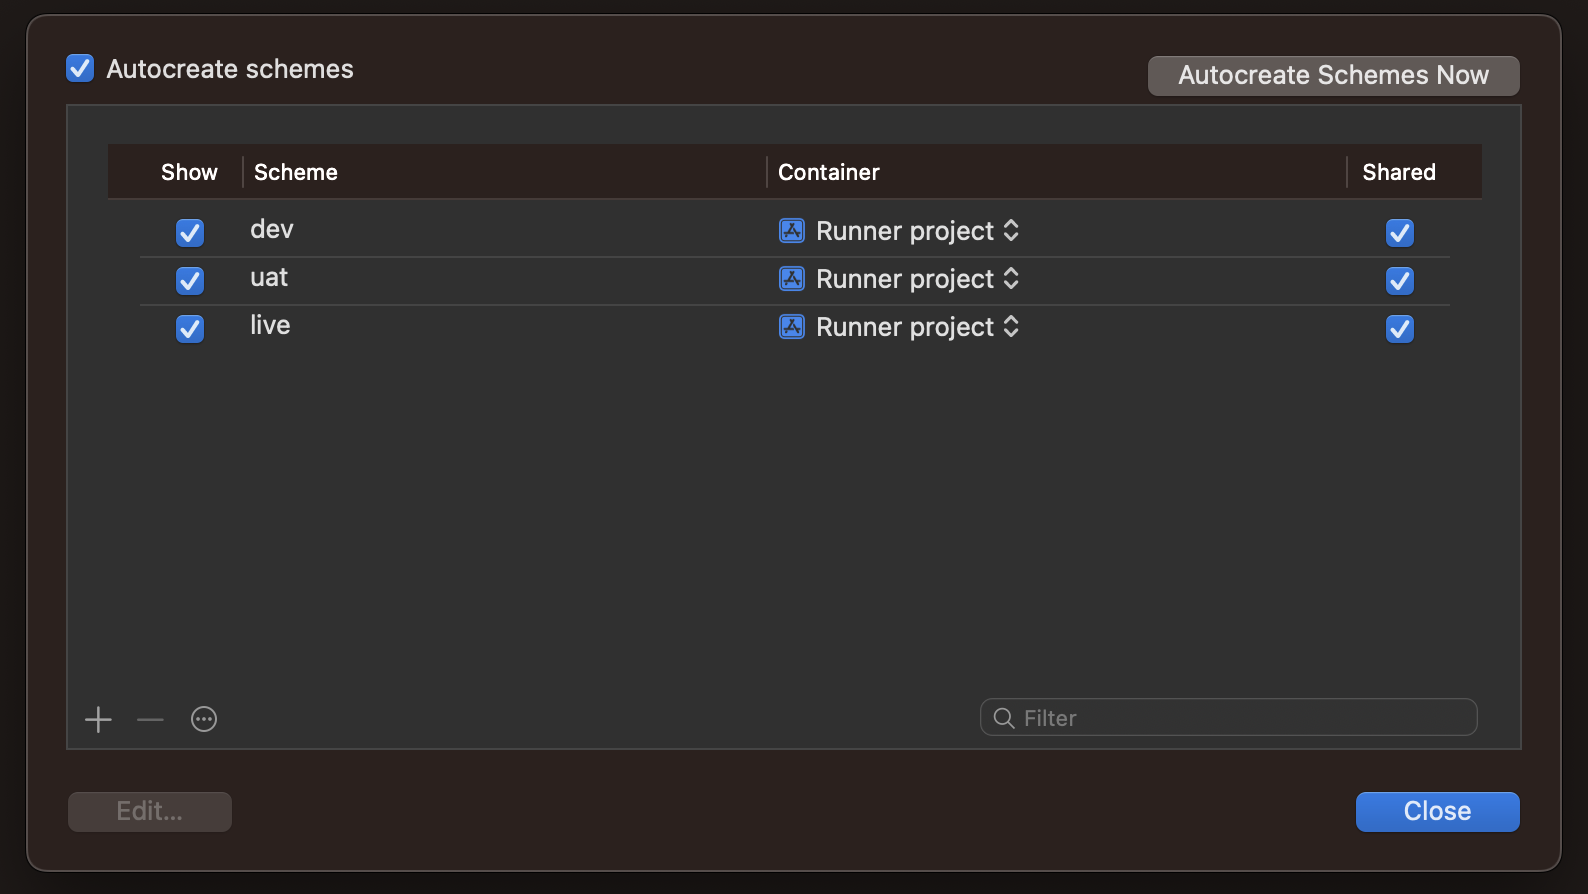 Autocreate schemes
Autocreate Schemes Now
Show Scheme Container Shared
dev Runner project
uat Runner project
live Runner project
Filter
Edit...
Close